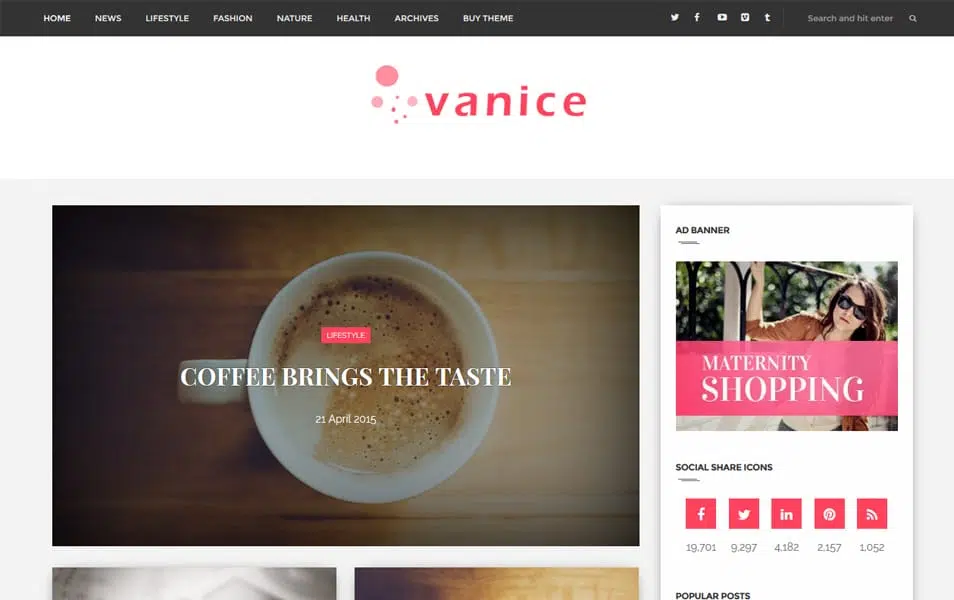 HOME NEWS LIFESTYLE FASHION NATURE HEALTH ARCHIVES BUY THEME Search and hit enter
vanice
LIFESTYLE
COFFEE BRINGS THE TASTE
21 April 2015
AD BANNER
MATERNITY
SHOPPING
SOCIAL SHARE ICONS
19,701 9,297 4,182 2,157 1,052
POPULAR POSTS